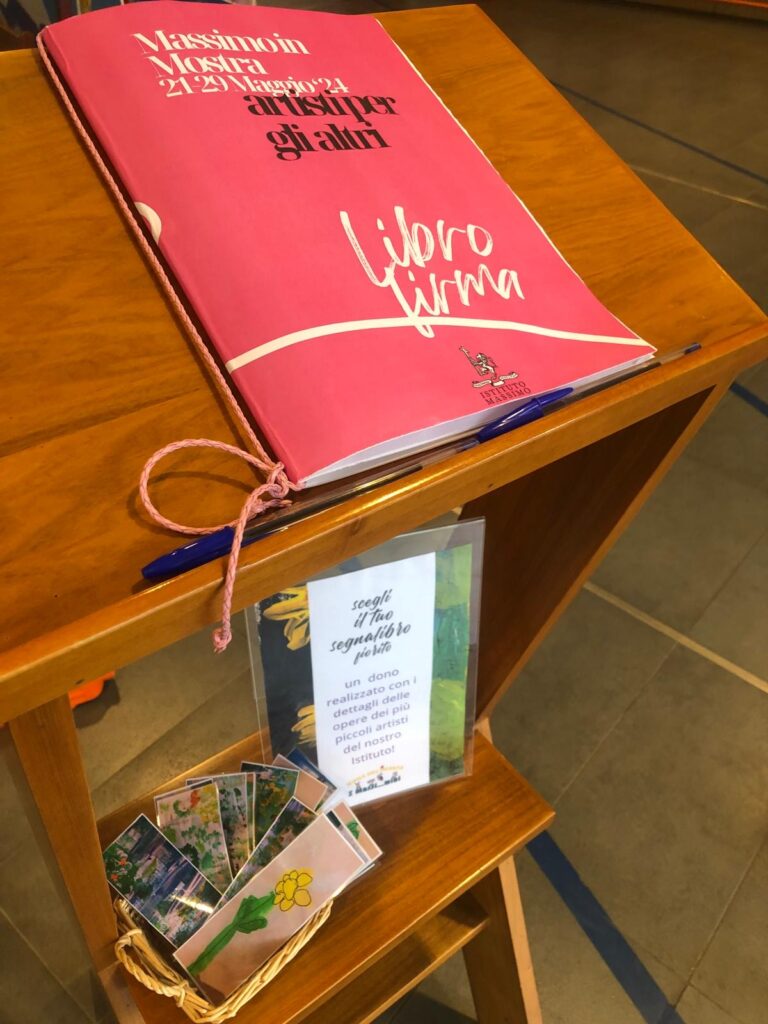 Massimo in
Mostra
21-29 Maggio '24
artisti per
gli altri
Libro
firma
ISTITUTO
MASSIMO
scegli
il tuo
segnalibro
fiorito
un dono
realizzato con i
dettagli delle
opere dei più
piccoli artisti
del nostro
Istituto!